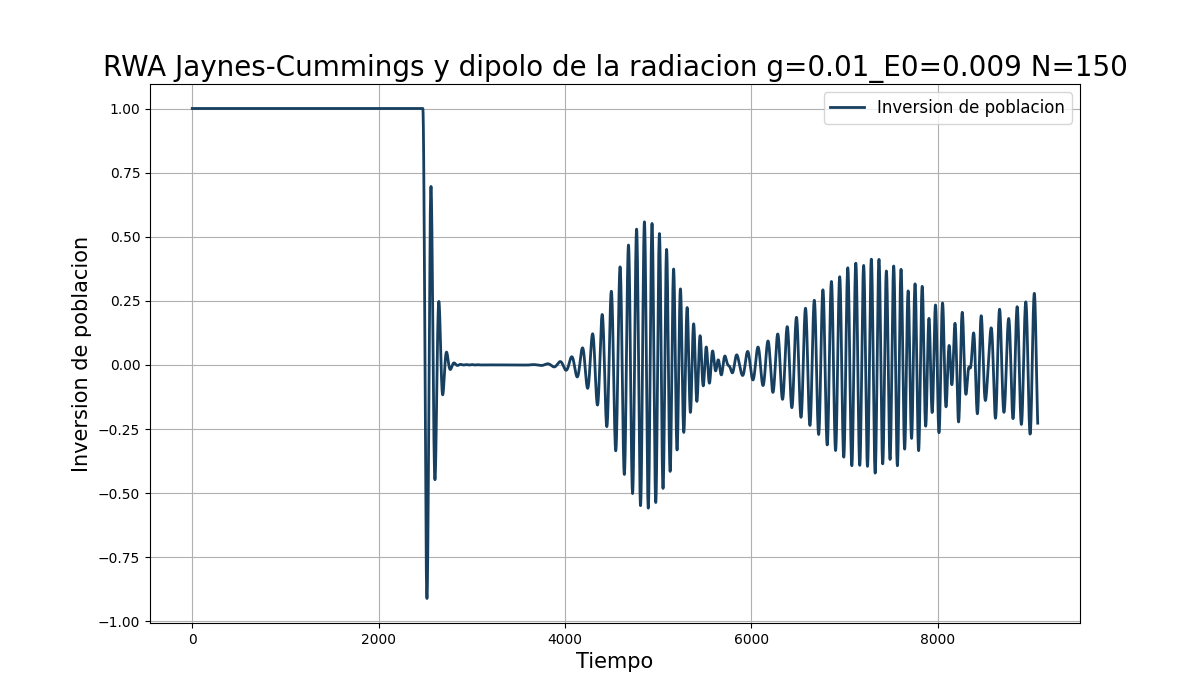 RWA Jaynes-Cummings y dipolo de la radiacion g=0.01_E0=0.009 N=150
Inversion de poblacion
1.00
0.75
0.50
0.25
0.00
−0.25
−0.50
−0.75
−1.00
Inversion de poblacion
0 2000 4000 6000 8000
Tiempo